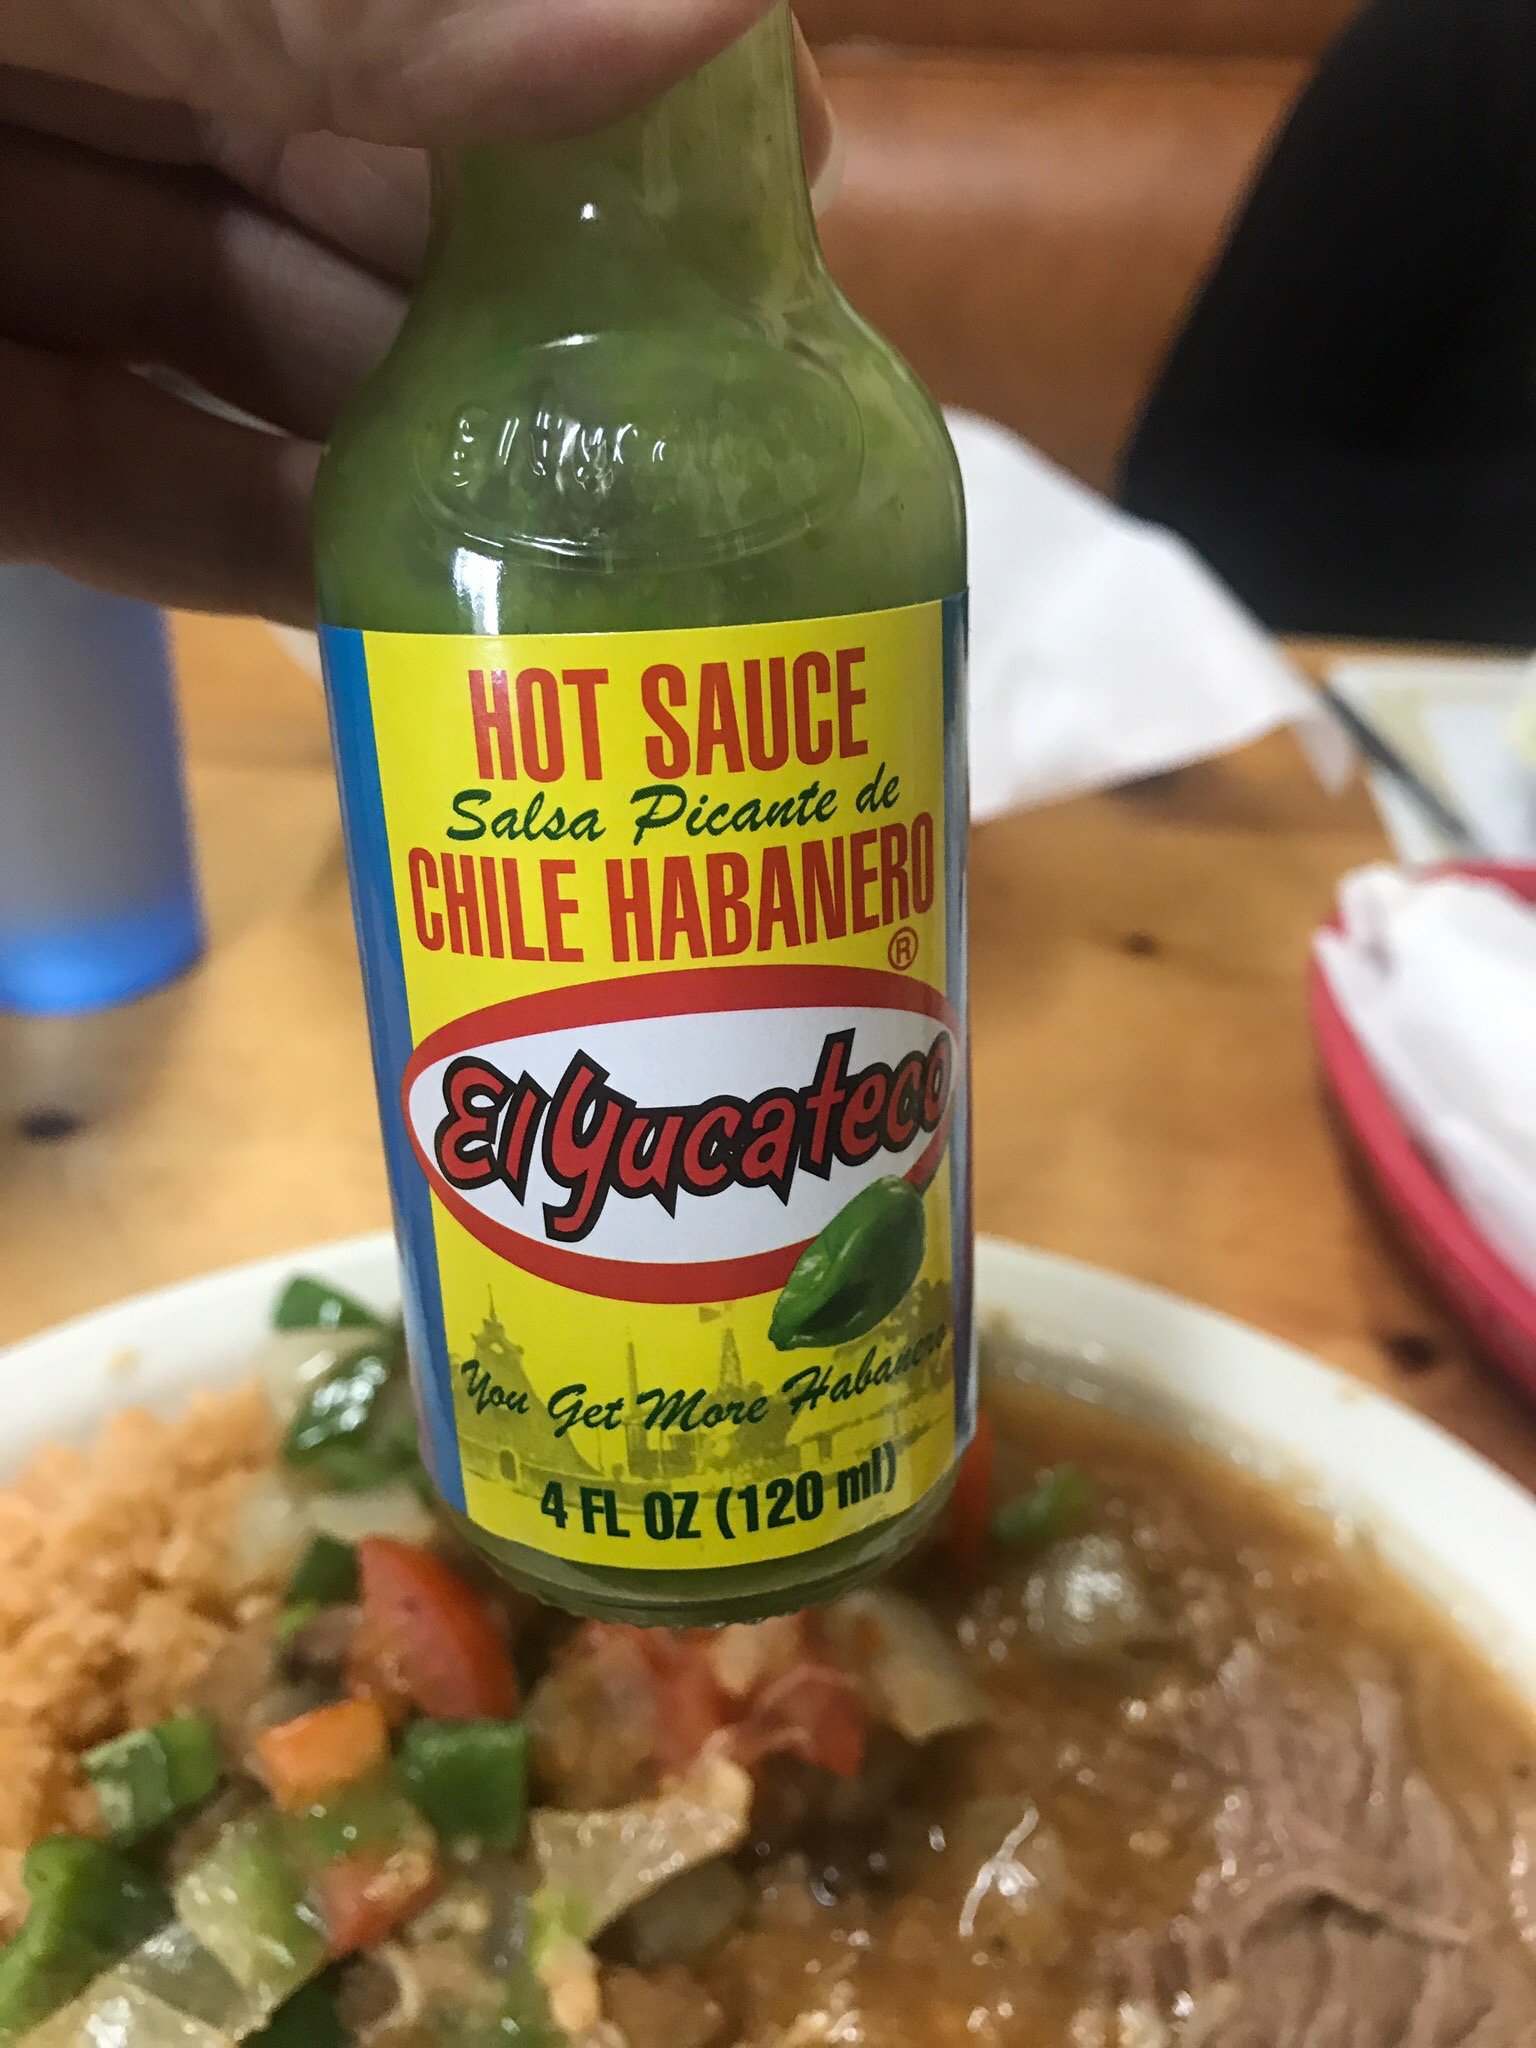 HOT SAUCE
Salsa Picante de
CHILE HABANERO
®
El Yucateco
You Get More Habanero
4 FL OZ (120 ml)